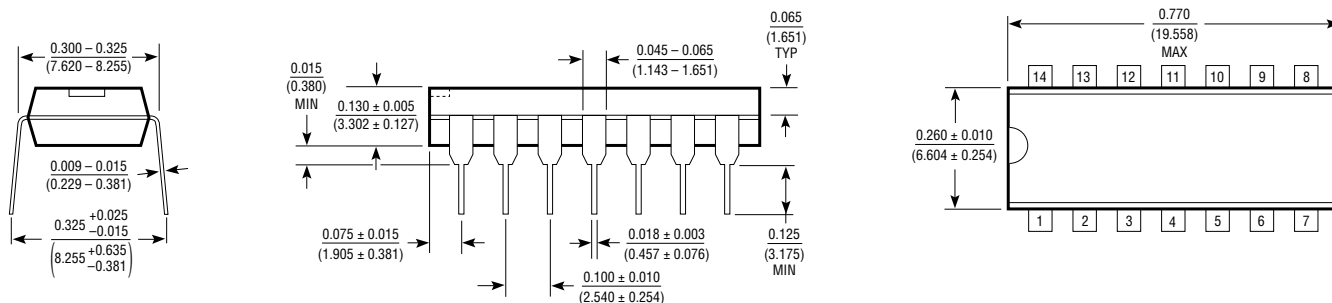 0.300 – 0.325
(7.620 – 8.255)
0.009 – 0.015
(0.229 – 0.381)
0.325 +0.025 –0.015
(8.255 +0.635 –0.381)
0.015
(0.380)
MIN
0.130 ± 0.005
(3.302 ± 0.127)
0.045 – 0.065
(1.143 – 1.651)
0.065
(1.651)
TYP
0.075 ± 0.015
(1.905 ± 0.381)
0.018 ± 0.003
(0.457 ± 0.076)
0.100 ± 0.010
(2.540 ± 0.254)
0.125
(3.175)
MIN
0.770
(19.558)
MAX
14 13 12 11 10 9 8
0.260 ± 0.010
(6.604 ± 0.254)
1 2 3 4 5 6 7